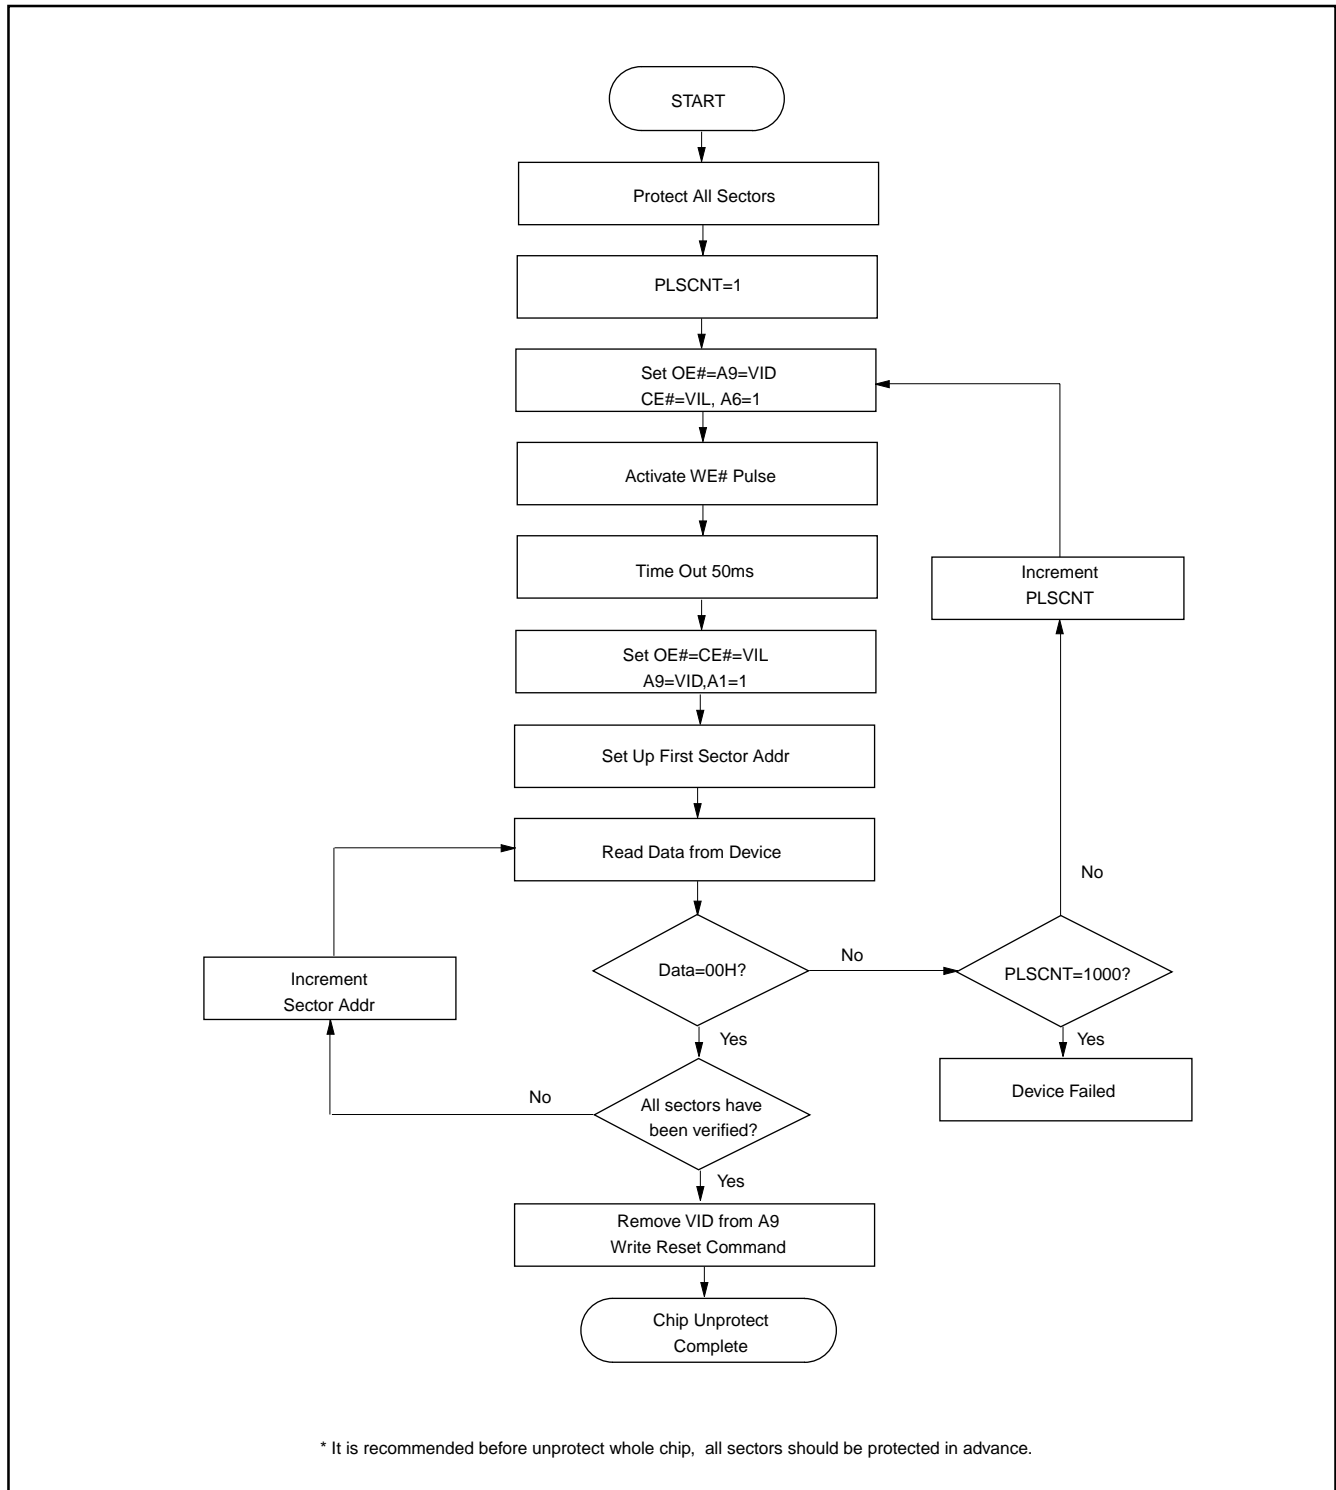 START
Protect All Sectors
PLSCNT=1
Set OE#=A9=VID
CE#=VIL, A6=1
Activate WE# Pulse
Time Out 50ms
Increment
PLSCNT
Set OE#=CE#=VIL
A9=VID,A1=1
Set Up First Sector Addr
Read Data from Device
No
Data=00H?
No
PLSCNT=1000?
Increment
Sector Addr
Yes
Yes
Device Failed
No
All sectors have
been verified?
Yes
Remove VID from A9
Write Reset Command
Chip Unprotect
Complete
* It is recommended before unprotect whole chip, all sectors should be protected in advance.